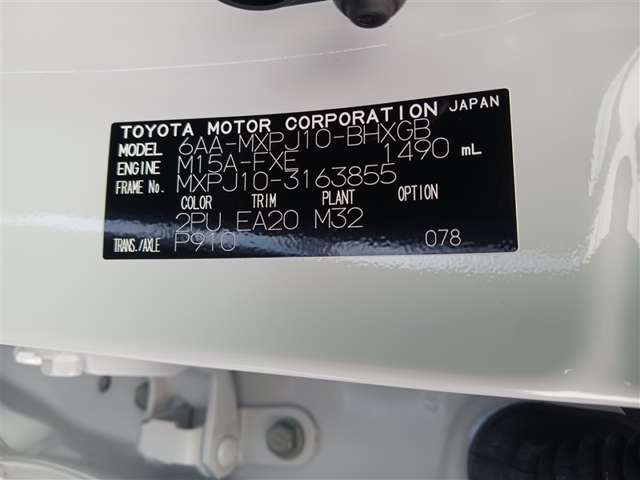 TOYOTA MOTOR CORPORATION JAPAN
MODEL 6AA-MXPJ10-BHXGB
ENGINE M15A-FXE 1490 mL
FRAME No. MXPJ10-3163855
COLOR TRIM PLANT OPTION
2PU EA20 M32
TRANS./AXLE P910 078